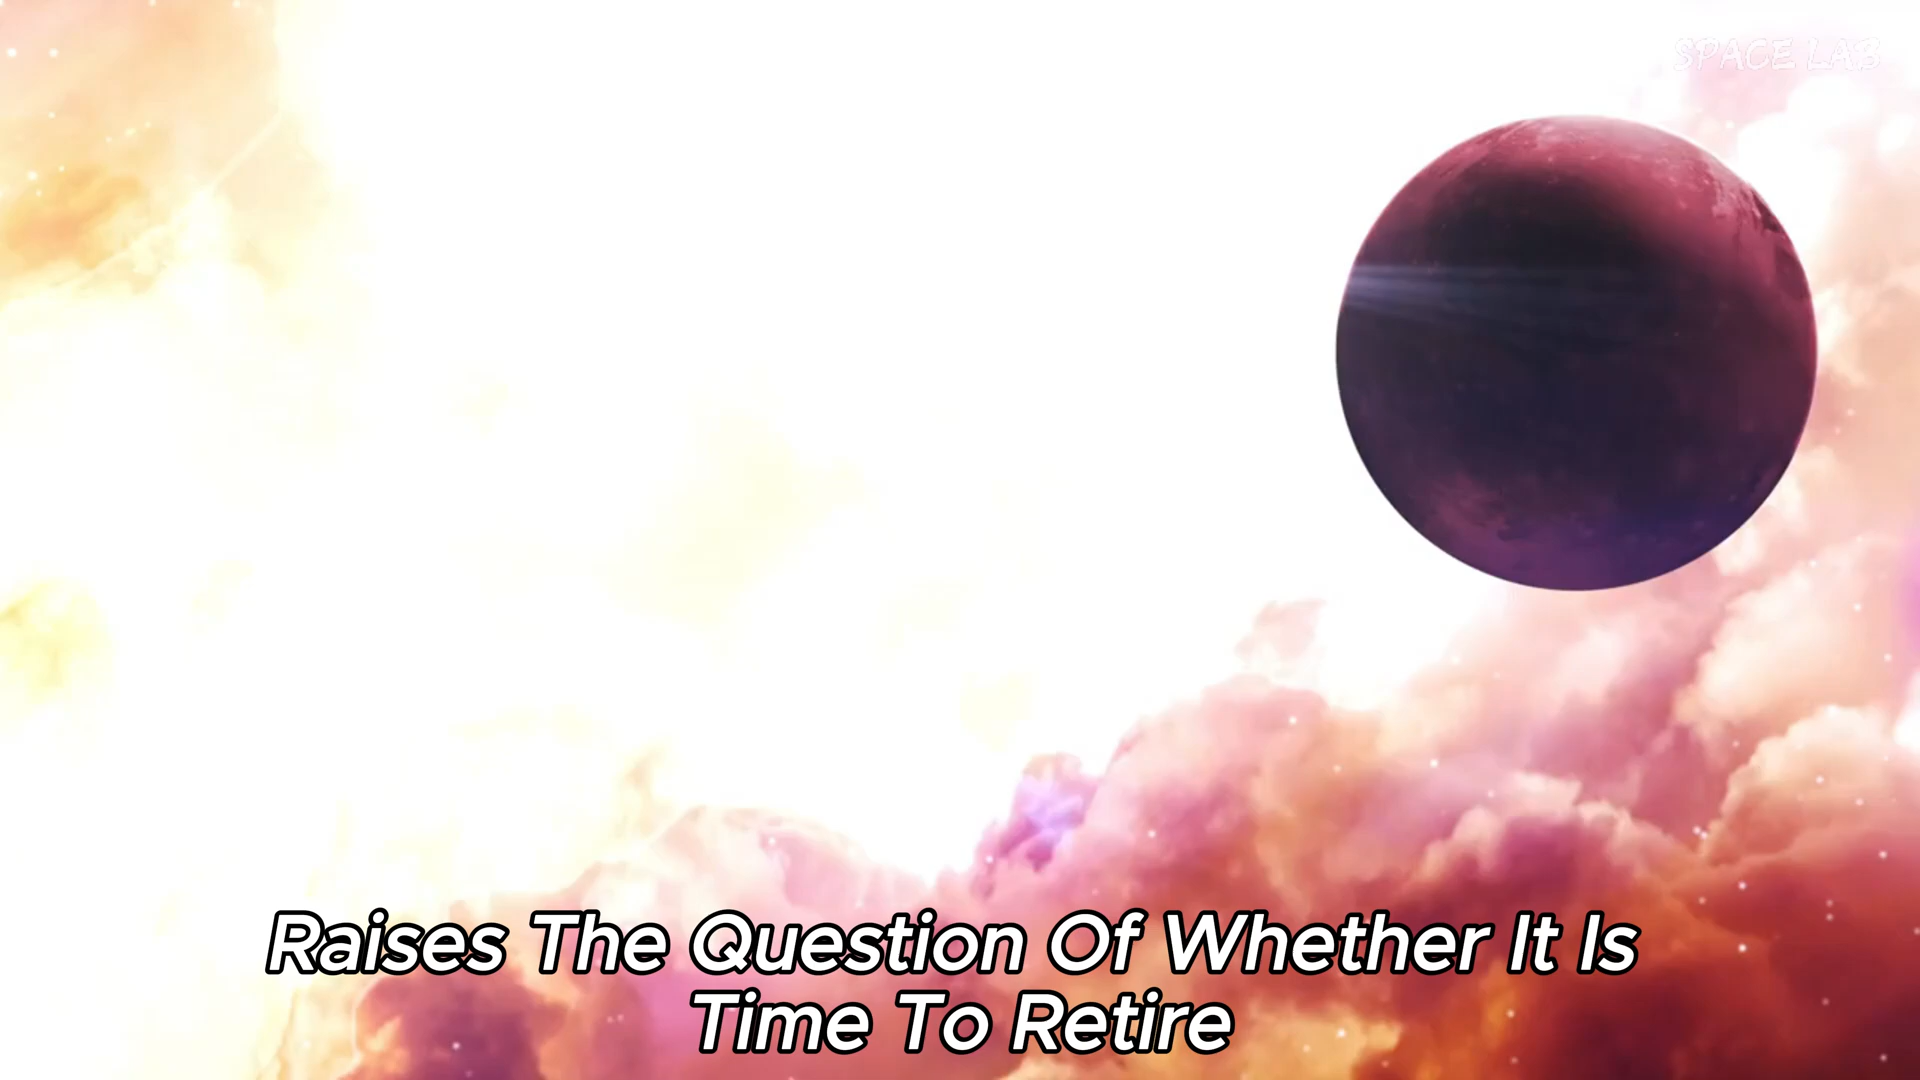 SPACE LAB
Raises The Question Of Whether It Is
Time To Retire